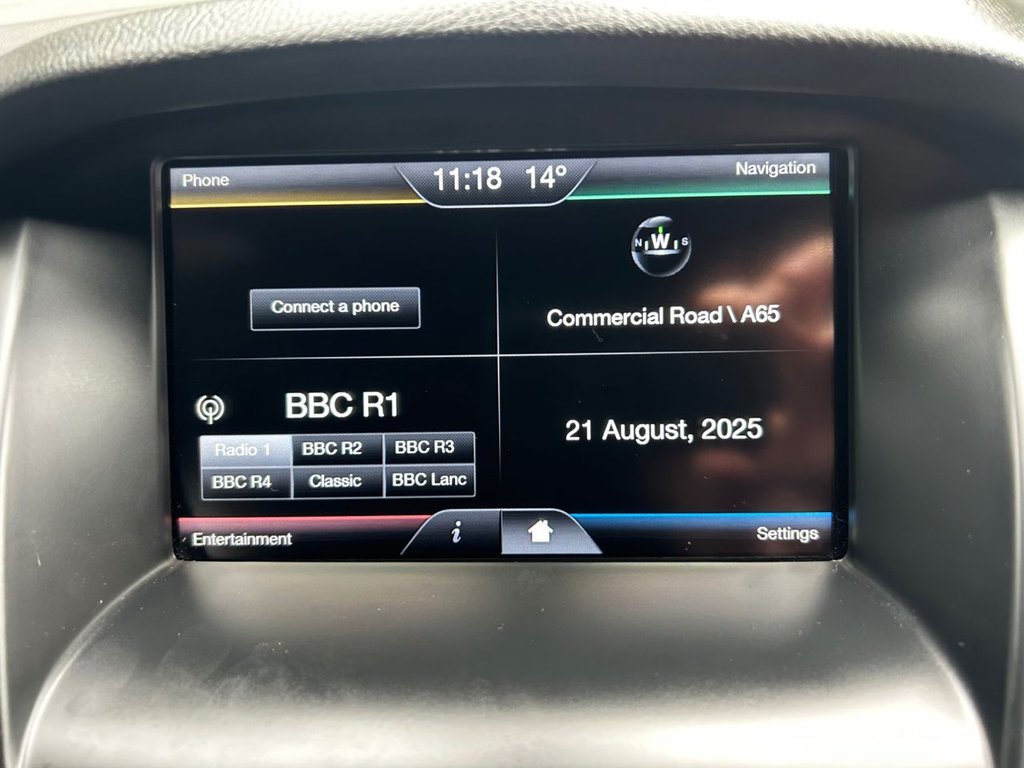 Phone
11:18 14°
Navigation
N W S
Connect a phone
Commercial Road \ A65
BBC R1
Radio 1 BBC R2 BBC R3
BBC R4 Classic BBC Lanc
21 August, 2025
Entertainment
i
Settings